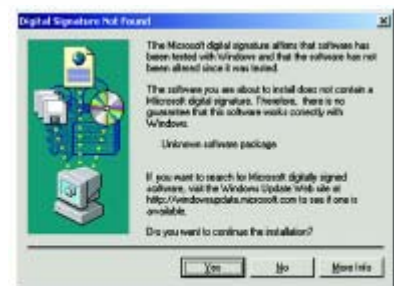 Digital Signature Not Found
The Microsoft digital signature affirms that software has
been tested with Windows and that the software has not
been altered since it was tested.
The software you are about to install does not contain a
Microsoft digital signature. Therefore, there is no
guarantee that this software works correctly with
Windows.
Unknown software package
If you want to search for Microsoft digitally signed
software, visit the Windows Update Web site at
http://windowsupdate.microsoft.com to see if one is
available.
Do you want to continue the installation?
Yes No More Info